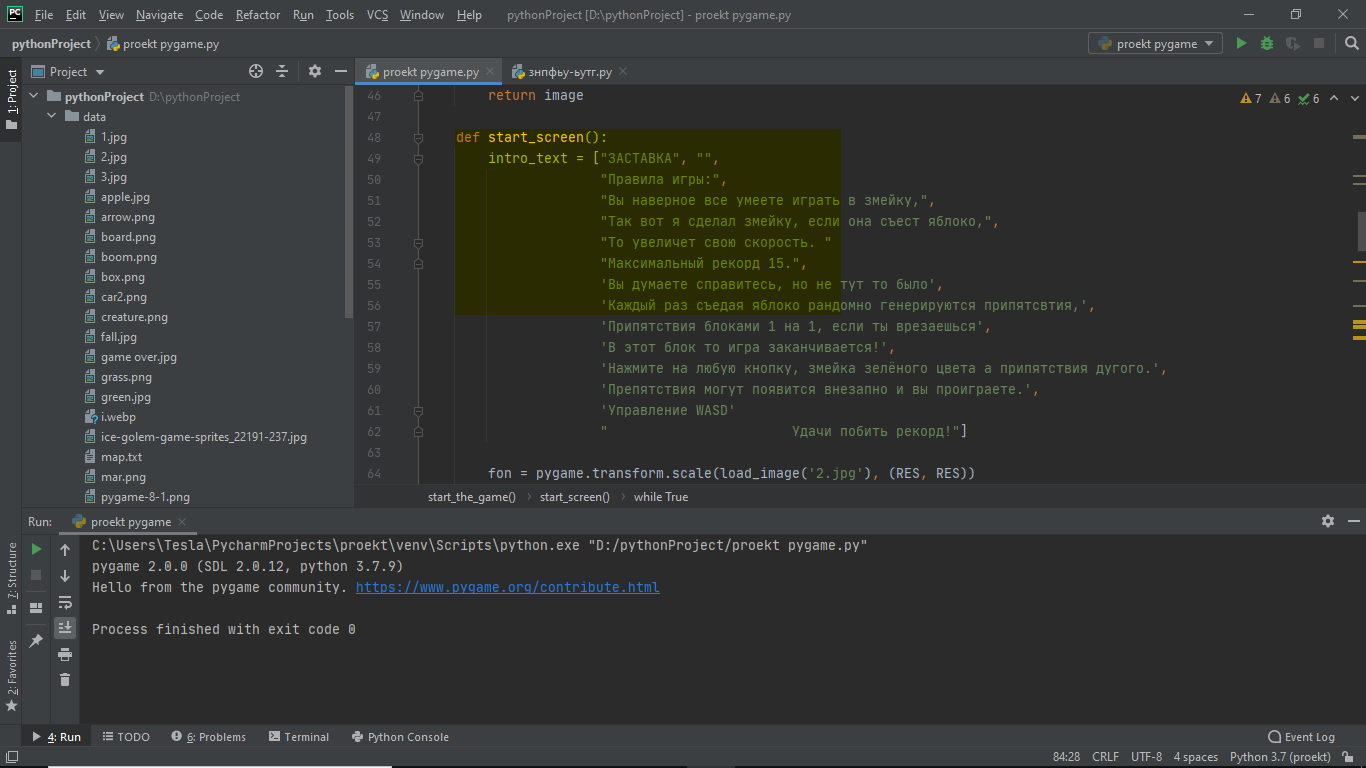 PC File Edit View Navigate Code Refactor Run Tools VCS Window Help pythonProject [D:\pythonProject] - proekt pygame.py
pythonProject proekt pygame.py proekt pygame
1: Project
Project
proekt pygame.py знпфьу-ыутг.py
pythonProject D:\pythonProject
data
1.jpg
2.jpg
3.jpg
apple.jpg
arrow.png
board.png
boom.png
box.png
car2.png
creature.png
fall.jpg
game over.jpg
grass.png
green.jpg
i.webp
ice-golem-game-sprites_22191-237.jpg
map.txt
mar.png
pygame-8-1.png
7 6 6
46 return image
47
48 def start_screen():
49 intro_text = ["ЗАСТАВКА", "",
50 "Правила игры:",
51 "Вы наверное все умеете играть в змейку,",
52 "Так вот я сделал змейку, если она съест яблоко,",
53 "То увеличет свою скорость. "
54 "Максимальный рекорд 15.",
55 'Вы думаете справитесь, но не тут то было',
56 'Каждый раз съедая яблоко рандомно генерируются припятсвтия,',
57 'Припятствия блоками 1 на 1, если ты врезаешься',
58 'В этот блок то игра заканчивается!',
59 'Нажмите на любую кнопку, змейка зелёного цвета а припятствия дугого.',
60 'Препятствия могут появится внезапно и вы проиграете.',
61 'Управление WASD'
62 " Удачи побить рекорд!"]
63
64 fon = pygame.transform.scale(load_image('2.jpg'), (RES, RES))
start_the_game() start_screen() while True
Run: proekt pygame
C:\Users\Tesla\PycharmProjects\proekt\venv\Scripts\python.exe "D:/pythonProject/proekt pygame.py"
pygame 2.0.0 (SDL 2.0.12, python 3.7.9)
Hello from the pygame community. https://www.pygame.org/contribute.html
Process finished with exit code 0
7: Structure
2: Favorites
4: Run TODO 6: Problems Terminal Python Console Event Log
84:28 CRLF UTF-8 4 spaces Python 3.7 (proekt)